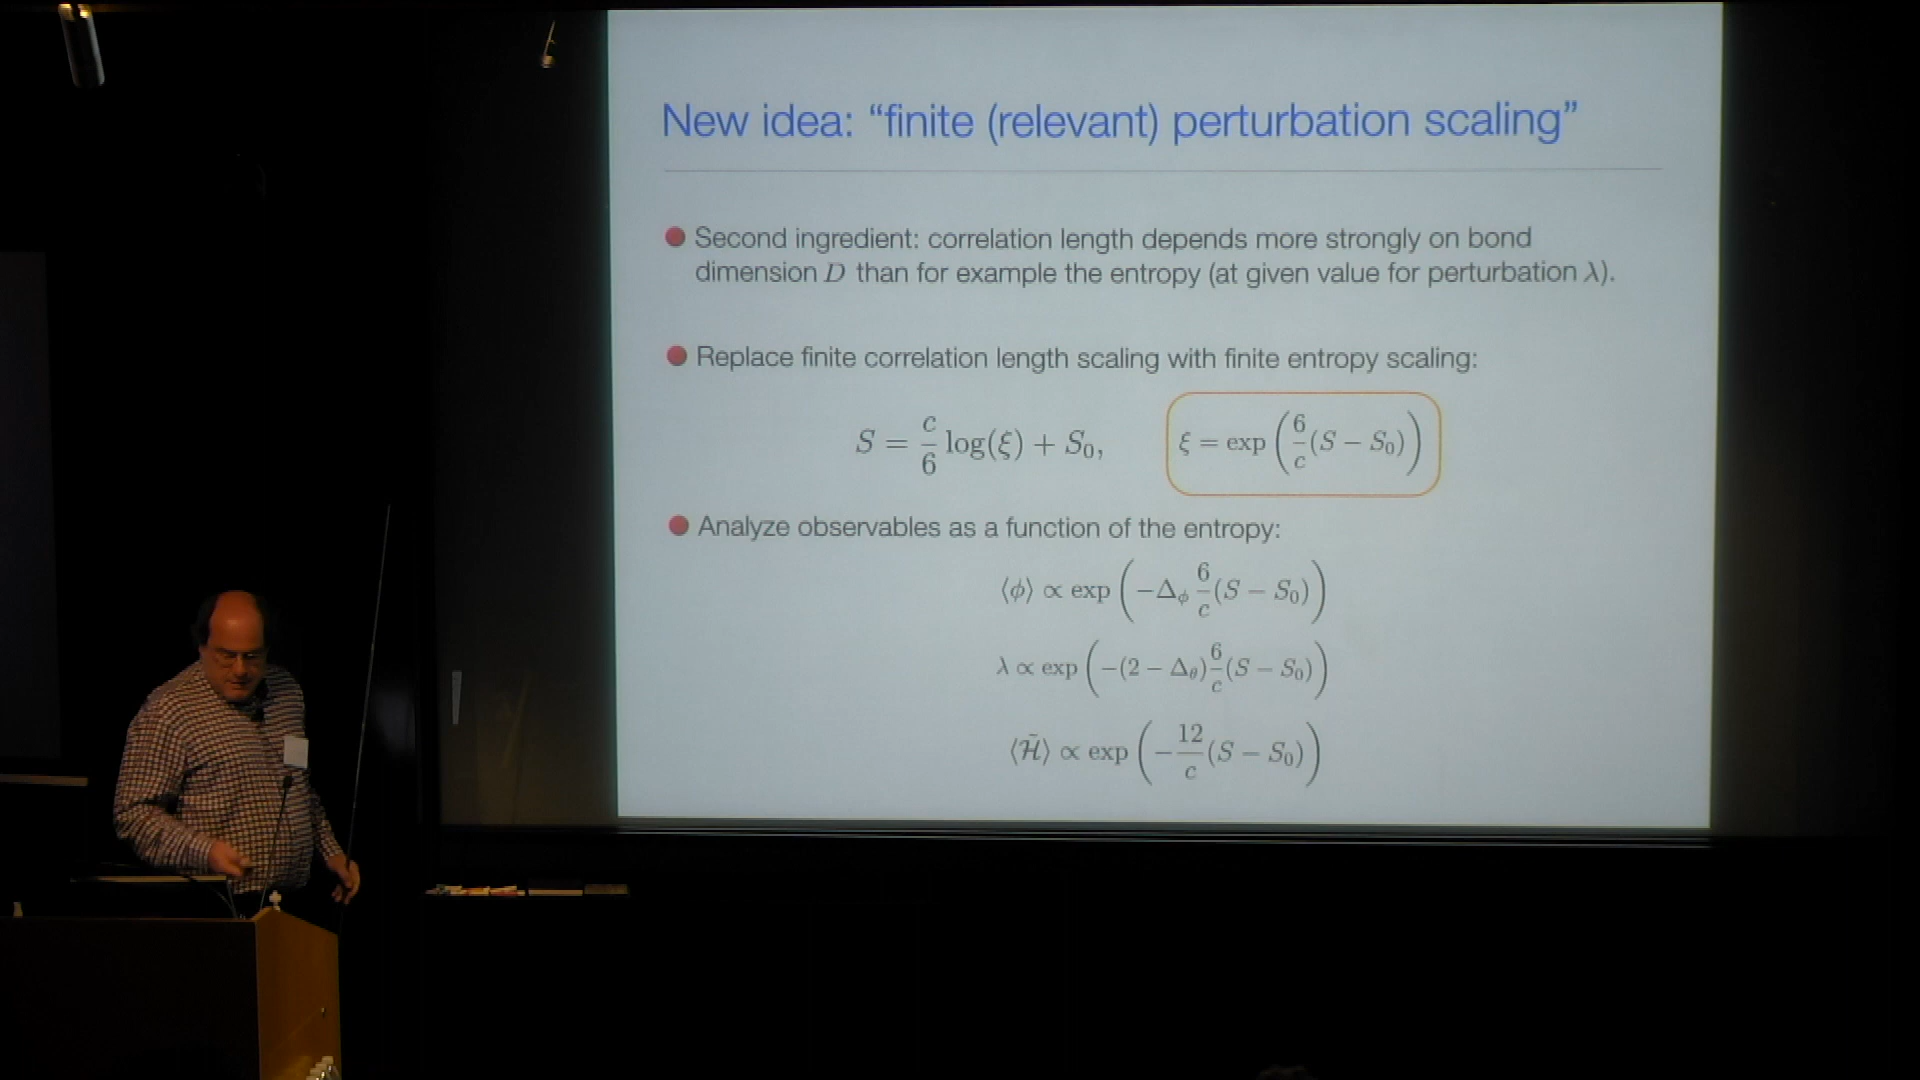 New idea: “finite (relevant) perturbation scaling”
Second ingredient: correlation length depends more strongly on bond
dimension D than for example the entropy (at given value for perturbation λ).
Replace finite correlation length scaling with finite entropy scaling:
S = c/6 log(ξ) + S₀, ξ = exp(6/c (S − S₀))
Analyze observables as a function of the entropy:
⟨ϕ⟩ ∝ exp(−Δ_ϕ 6/c (S − S₀))
λ ∝ exp(−(2 − Δ_θ) 6/c (S − S₀))
⟨H̃⟩ ∝ exp(−12/c (S − S₀))